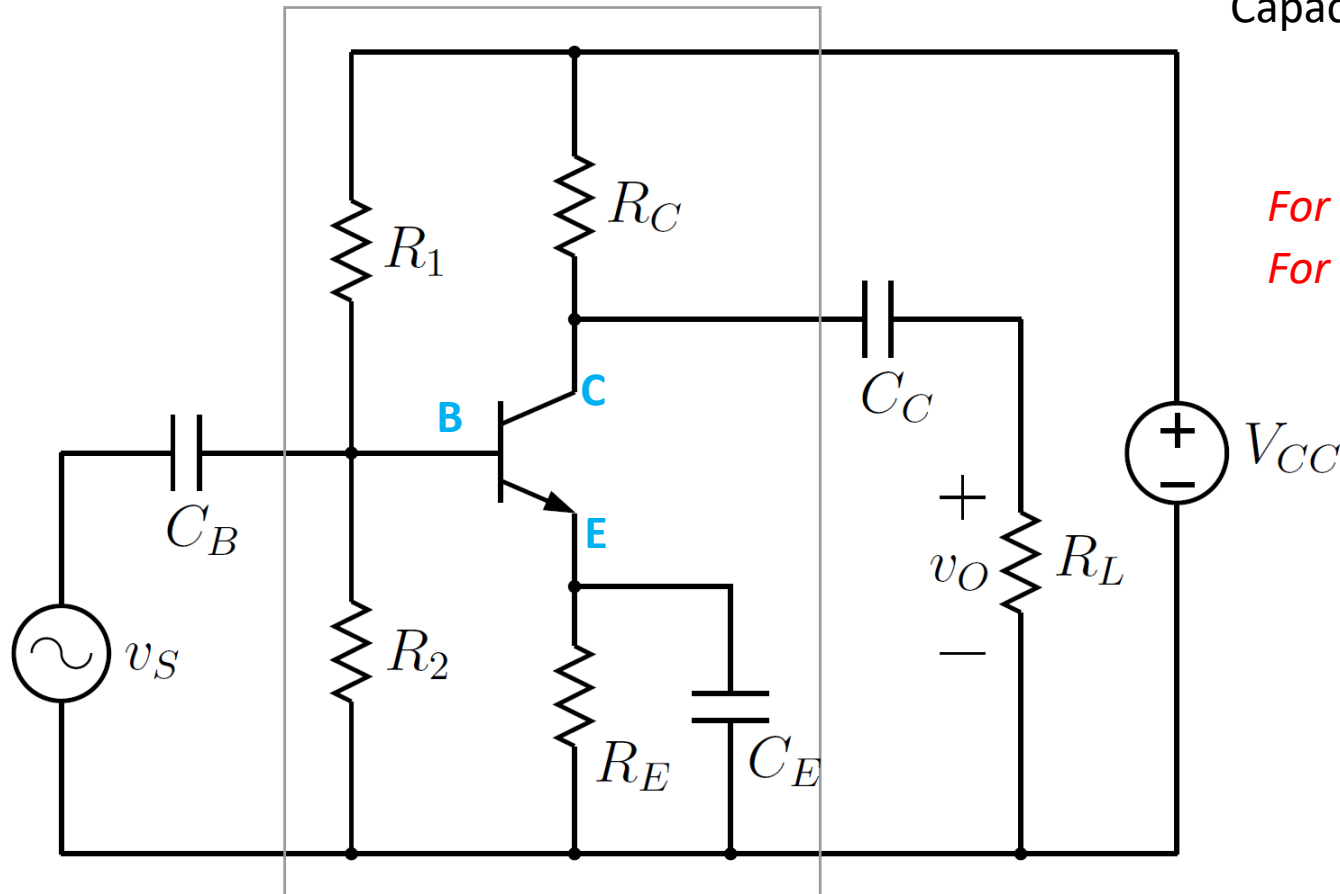 Capac
For
For
R_C
R_1
C
B
C_C
+
−
V_CC
C_B
E
+
v_O
−
R_L
v_S
R_2
R_E
C_E